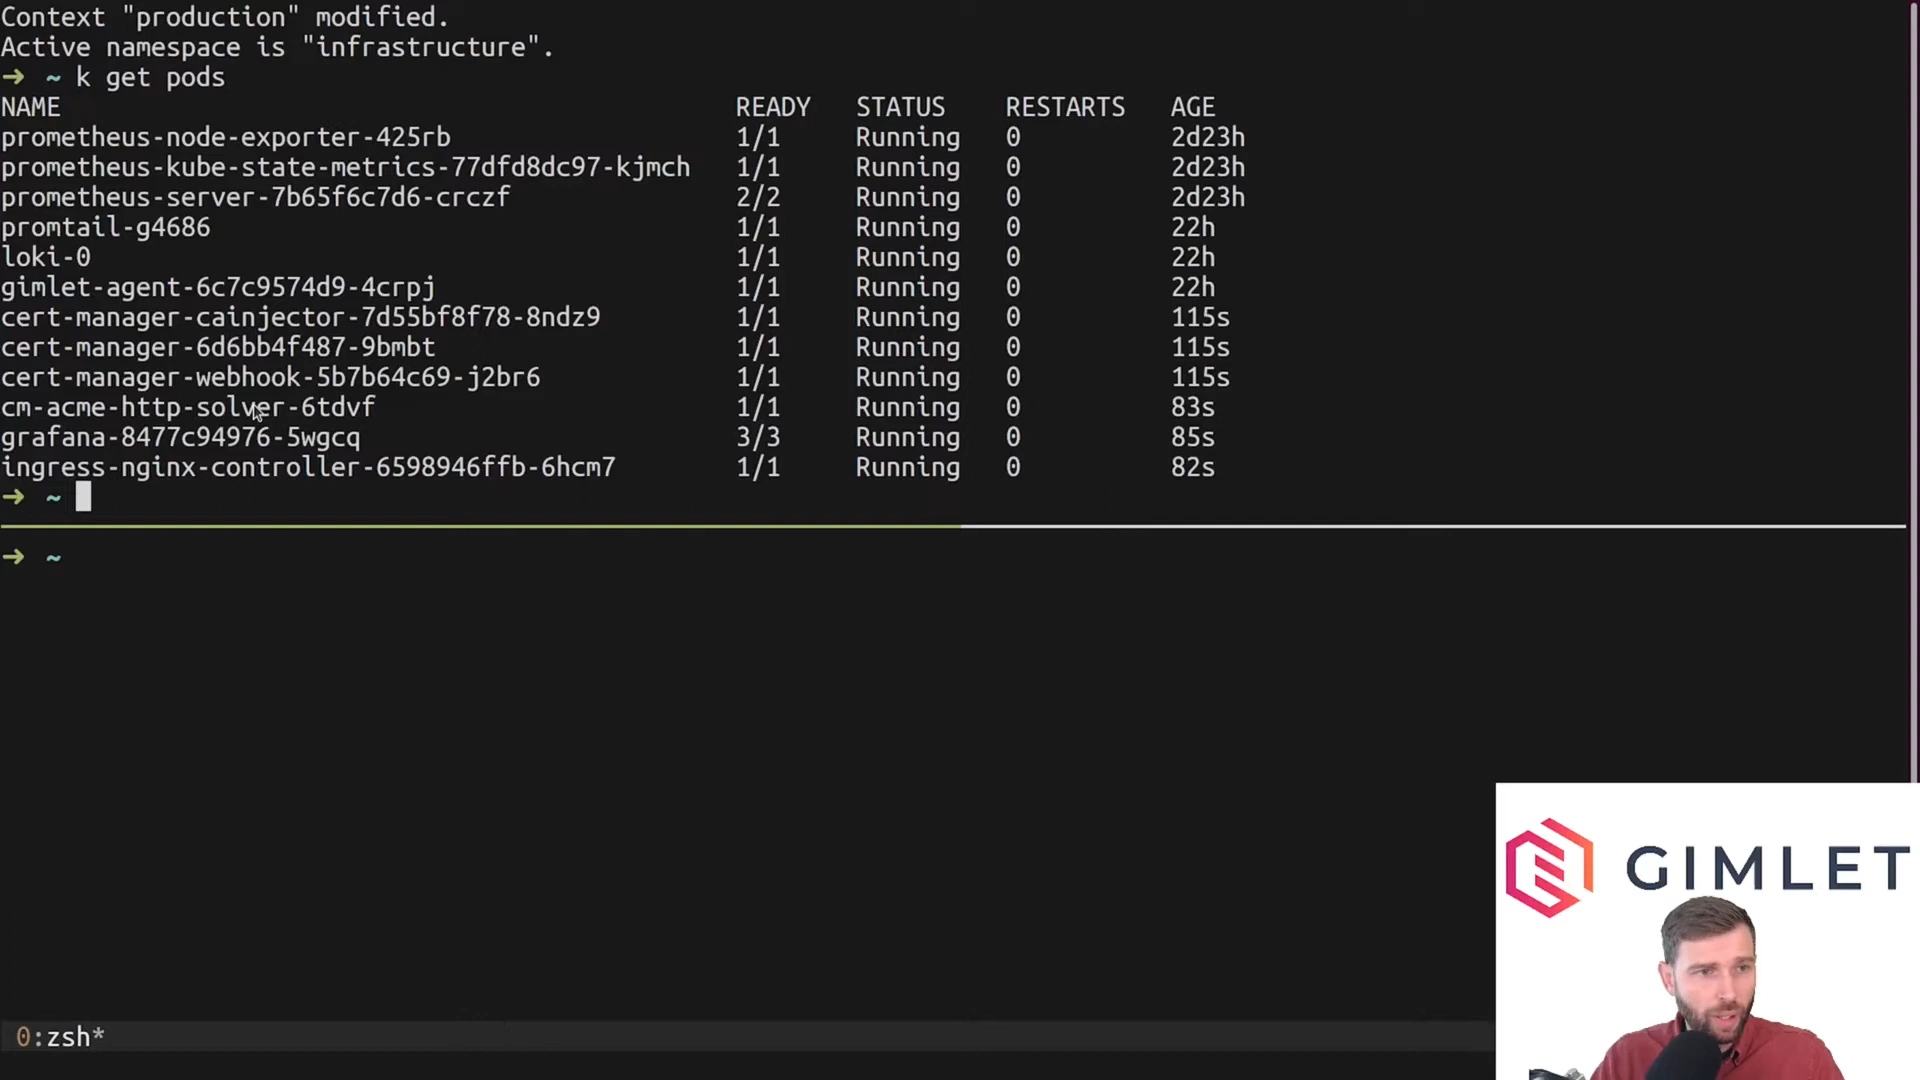 Context "production" modified.
Active namespace is "infrastructure".
➜ ~ k get pods
NAME READY STATUS RESTARTS AGE
prometheus-node-exporter-425rb 1/1 Running 0 2d23h
prometheus-kube-state-metrics-77dfd8dc97-kjmch 1/1 Running 0 2d23h
prometheus-server-7b65f6c7d6-crczf 2/2 Running 0 2d23h
promtail-g4686 1/1 Running 0 22h
loki-0 1/1 Running 0 22h
gimlet-agent-6c7c9574d9-4crpj 1/1 Running 0 22h
cert-manager-cainjector-7d55bf8f78-8ndz9 1/1 Running 0 115s
cert-manager-6d6bb4f487-9bmbt 1/1 Running 0 115s
cert-manager-webhook-5b7b64c69-j2br6 1/1 Running 0 115s
cm-acme-http-solver-6tdvf 1/1 Running 0 83s
grafana-8477c94976-5wgcq 3/3 Running 0 85s
ingress-nginx-controller-6598946ffb-6hcm7 1/1 Running 0 82s
➜ ~
➜ ~
GIMLET
0:zsh*